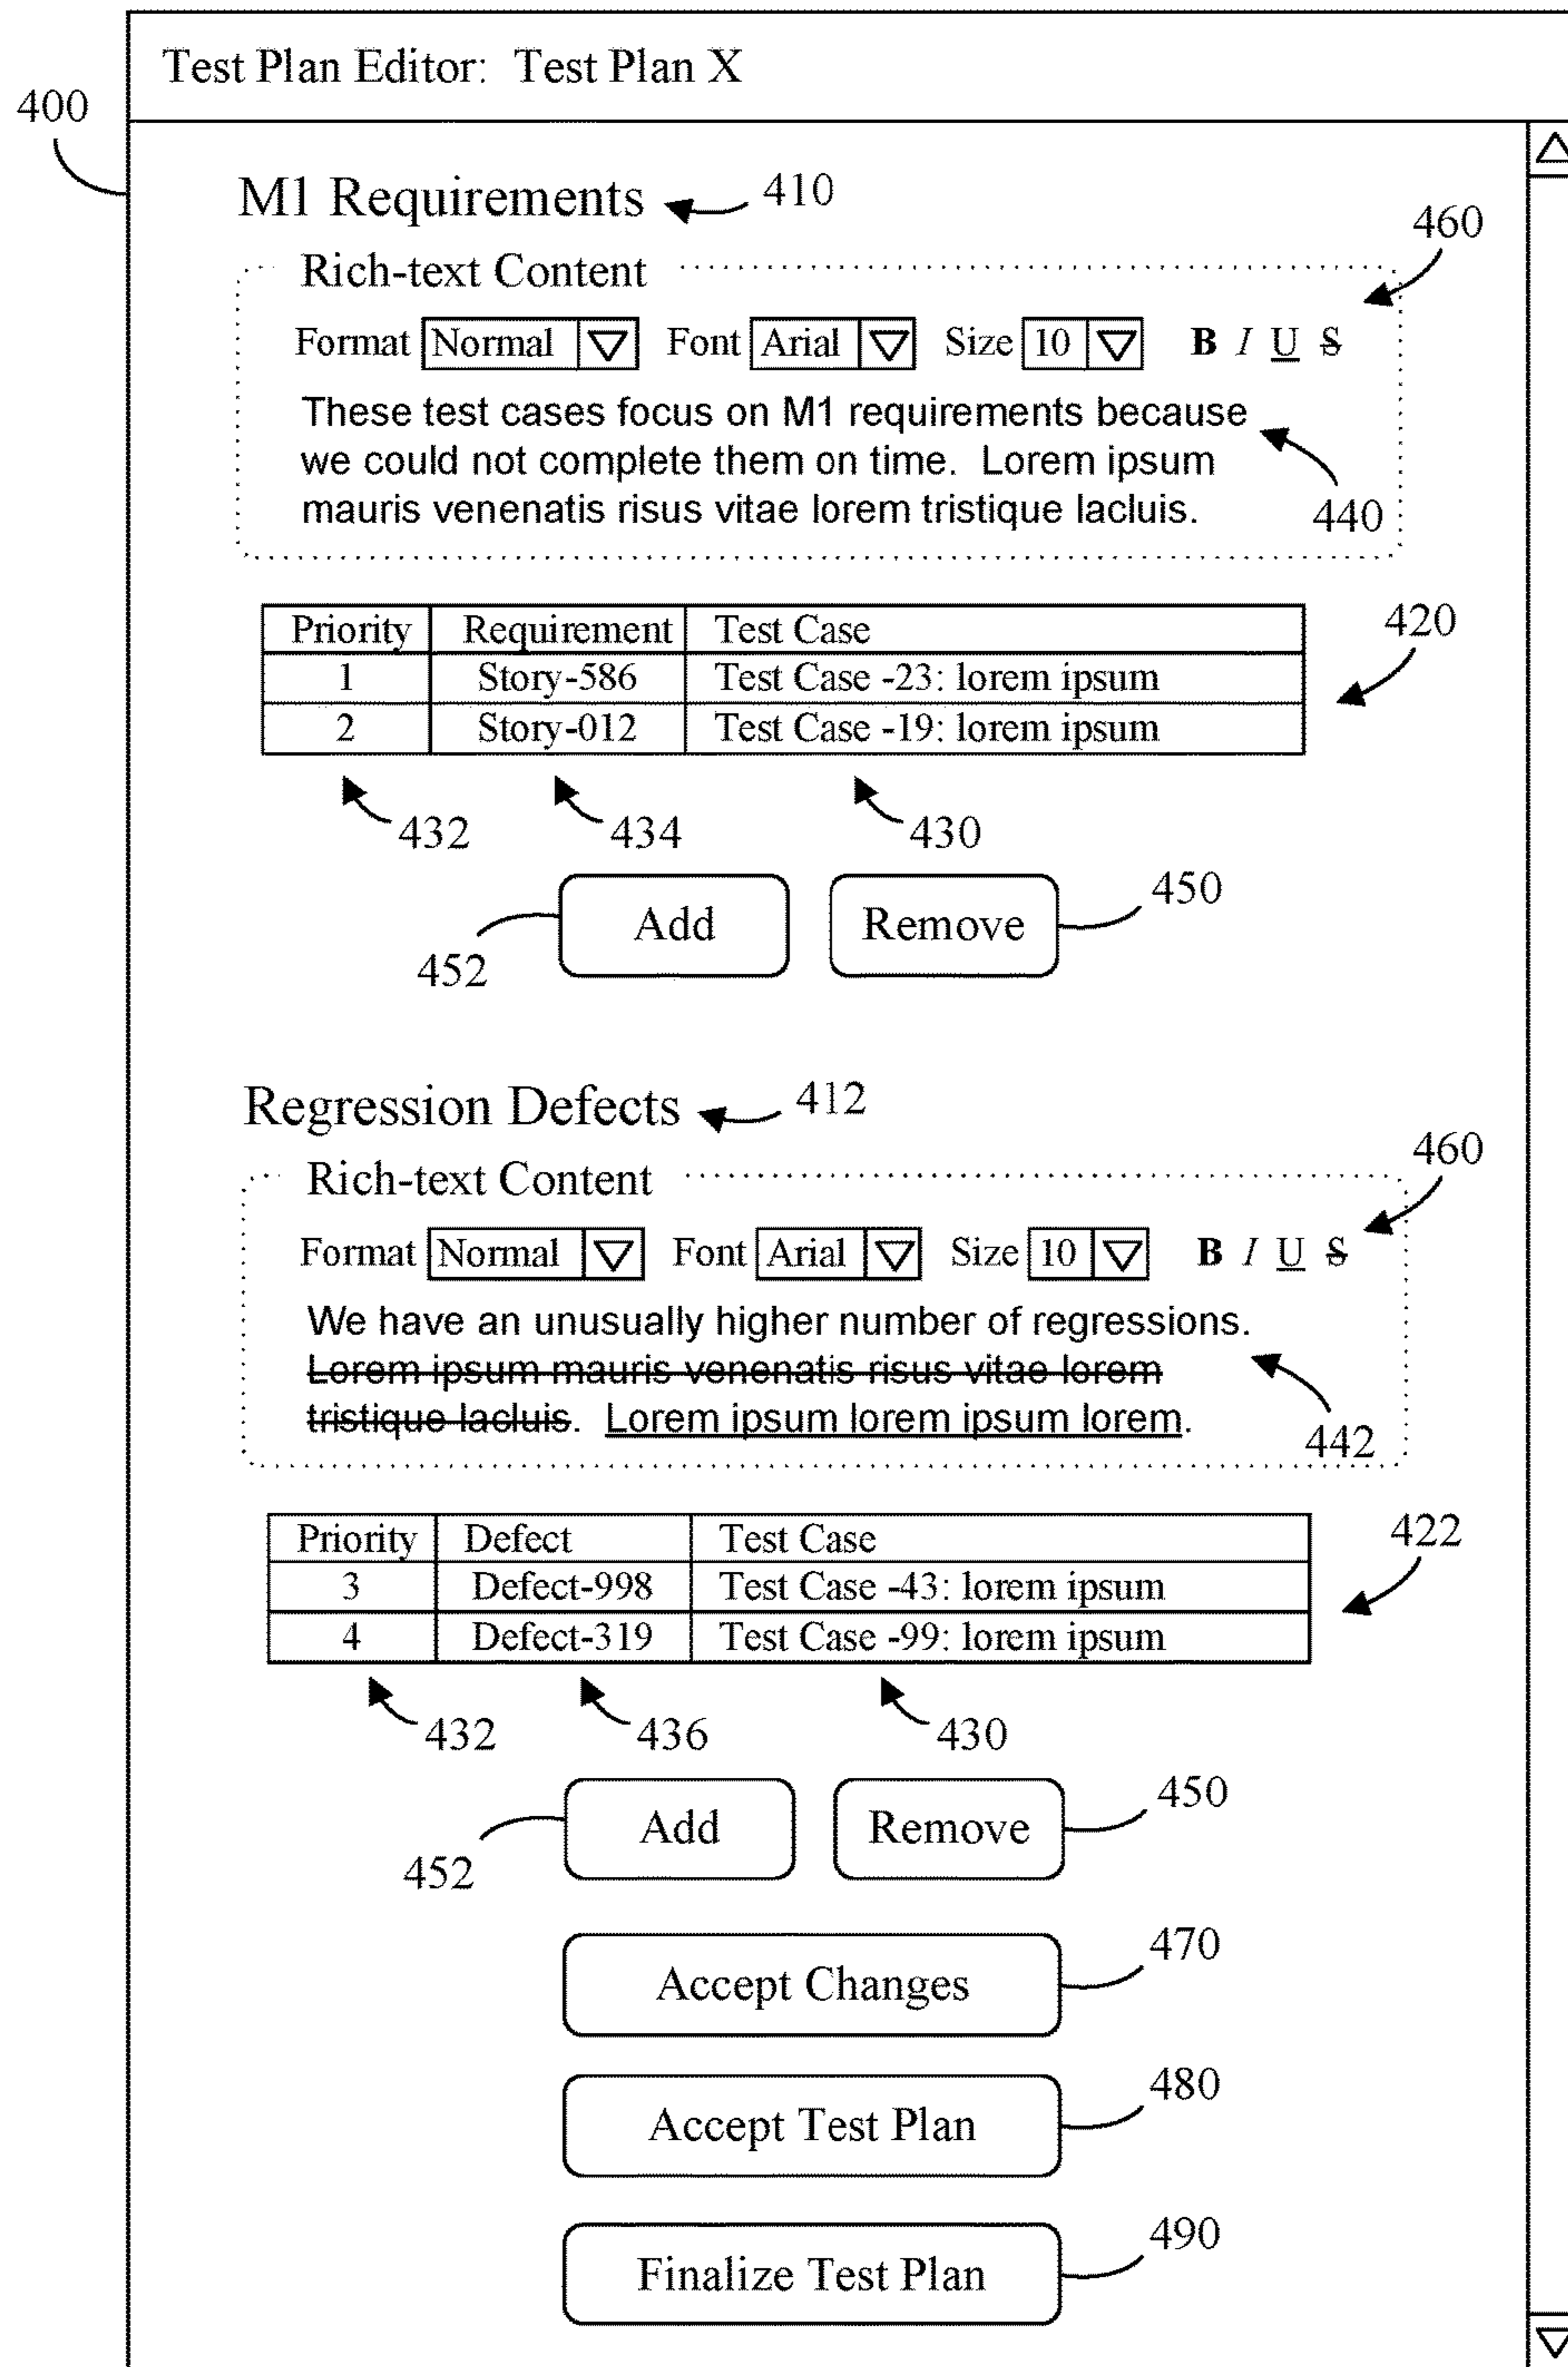 Test Plan Editor: Test Plan X
400
M1 Requirements 410
460
Rich-text Content
Format Normal Font Arial Size 10 B I U S
These test cases focus on M1 requirements because
we could not complete them on time. Lorem ipsum
mauris venenatis risus vitae lorem tristique lacluis.
440
Priority Requirement Test Case
420
1 Story-586 Test Case -23: lorem ipsum
2 Story-012 Test Case -19: lorem ipsum
432 434 430
Add Remove
450
452
Regression Defects 412
460
Rich-text Content
Format Normal Font Arial Size 10 B I U S
We have an unusually higher number of regressions.
Lorem ipsum mauris venenatis risus vitae lorem
tristique lacluis. Lorem ipsum lorem ipsum lorem.
442
Priority Defect Test Case
422
3 Defect-998 Test Case -43: lorem ipsum
4 Defect-319 Test Case -99: lorem ipsum
432 436 430
Add Remove
450
452
Accept Changes
470
Accept Test Plan
480
Finalize Test Plan
490